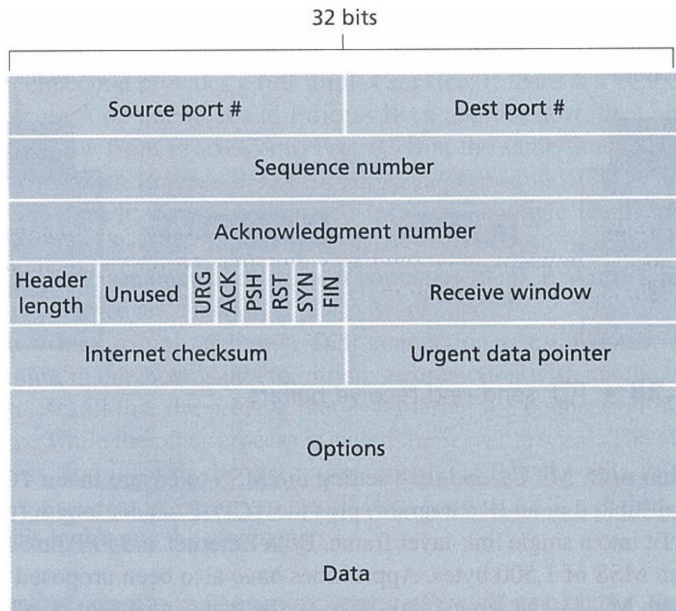 32 bits
Source port # Dest port #
Sequence number
Acknowledgment number
Header length Unused URG ACK PSH RST SYN FIN Receive window
Internet checksum Urgent data pointer
Options
Data